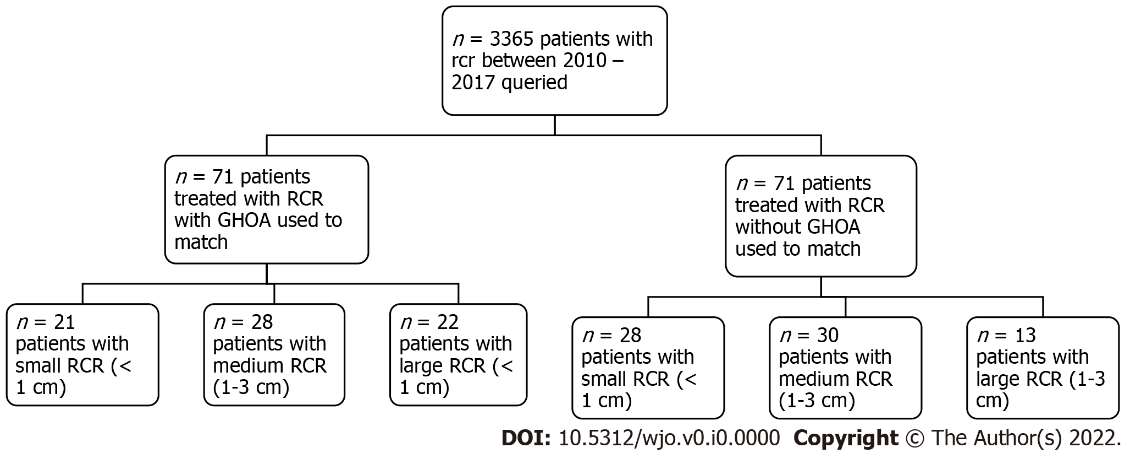 n = 3365 patients with
rcr between 2010 –
2017 queried
n = 71 patients
treated with RCR
with GHOA used to
match
n = 71 patients
treated with RCR
without GHOA
used to match
n = 21
patients with
small RCR (<
1 cm)
n = 28
patients with
medium RCR
(1-3 cm)
n = 22
patients with
large RCR (<
1 cm)
n = 28
patients with
small RCR (<
1 cm)
n = 30
patients with
medium RCR
(1-3 cm)
n = 13
patients with
large RCR (1-3
cm)
DOI: 10.5312/wjo.v0.i0.0000 Copyright © The Author(s) 2022.